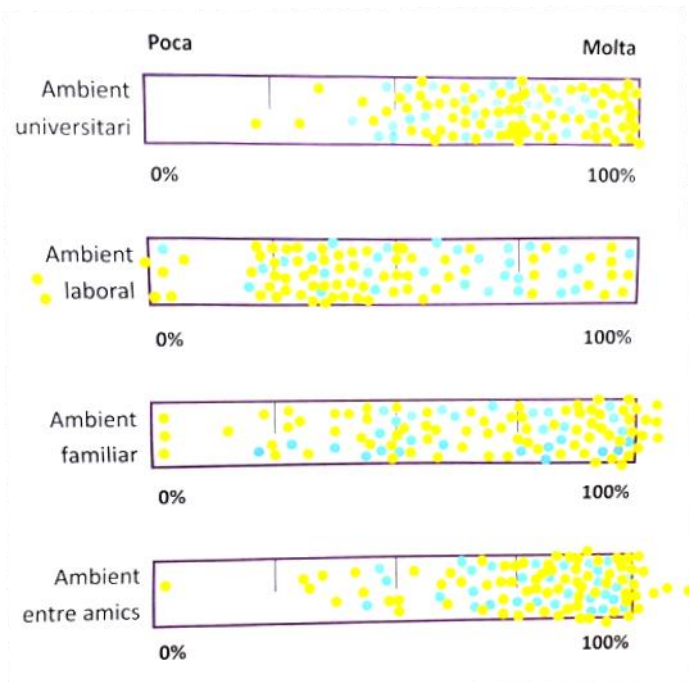 Poca Molta
Ambient
universitari
0% 100%
Ambient
laboral
0% 100%
Ambient
familiar
0% 100%
Ambient
entre amics
0% 100%